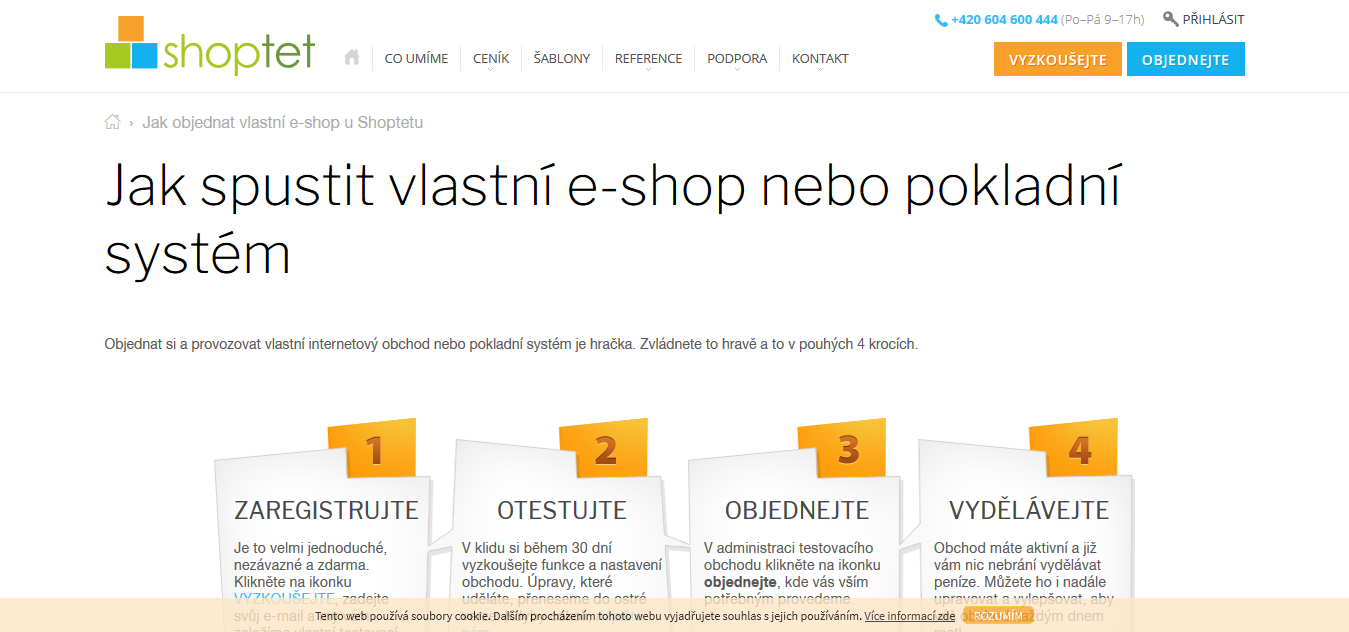 +420 604 600 444 (Po–Pá 9–17h) PŘIHLÁSIT
shoptet
CO UMÍME CENÍK ŠABLONY REFERENCE PODPORA KONTAKT VYZKOUŠEJTE OBJEDNEJTE
› Jak objednat vlastní e-shop u Shoptetu
Jak spustit vlastní e-shop nebo pokladní
systém
Objednat si a provozovat vlastní internetový obchod nebo pokladní systém je hračka. Zvládnete to hravě a to v pouhých 4 krocích.
1
ZAREGISTRUJTE
Je to velmi jednoduché,
nezávazné a zdarma.
Klikněte na ikonku
VYZKOUŠEJTE, zadejte
svůj e-mail a
2
OTESTUJTE
V klidu si během 30 dní
vyzkoušejte funkce a nastavení
obchodu. Úpravy, které
uděláte, přeneseme do ostré
3
OBJEDNEJTE
V administraci testovacího
obchodu klikněte na ikonku
objednejte, kde vás vším
potřebným provedeme.
4
VYDĚLÁVEJTE
Obchod máte aktivní a již
vám nic nebrání vydělávat
peníze. Můžete ho i nadále
upravovat a vylepšovat, aby
každým dnem
Tento web používá soubory cookie. Dalším procházením tohoto webu vyjadřujete souhlas s jejich používáním. Více informací zde ROZUMÍM